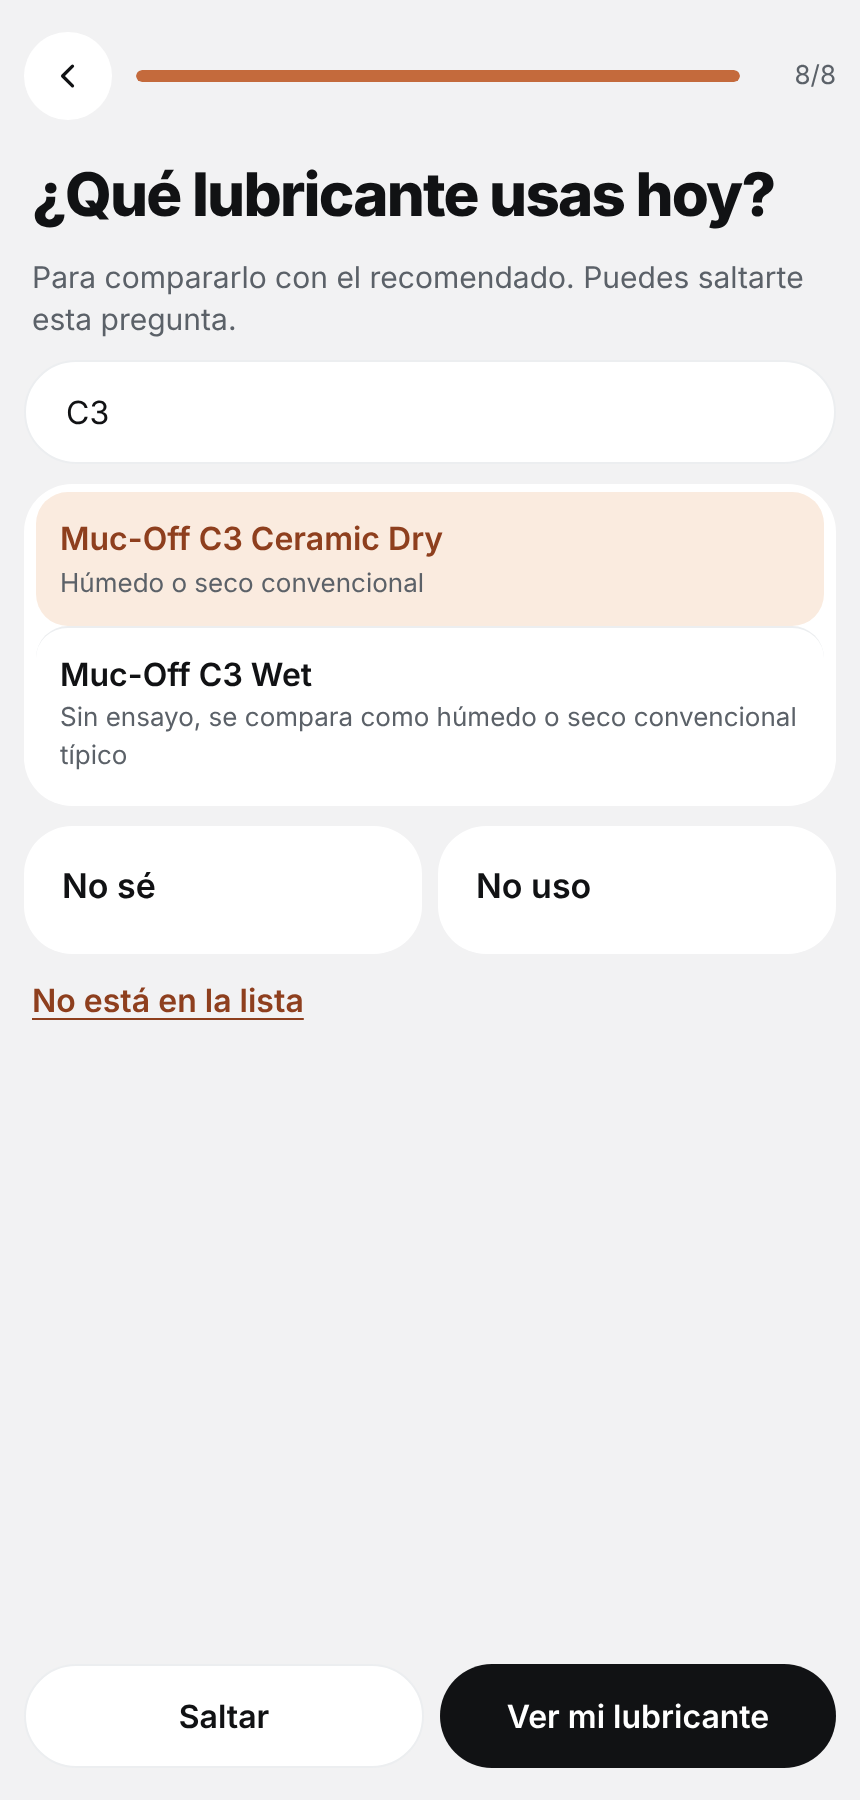 8/8
¿Qué lubricante usas hoy?
Para compararlo con el recomendado. Puedes saltarte
esta pregunta.
C3
Muc-Off C3 Ceramic Dry
Húmedo o seco convencional
Muc-Off C3 Wet
Sin ensayo, se compara como húmedo o seco convencional
típico
No sé
No uso
No está en la lista
Saltar
Ver mi lubricante